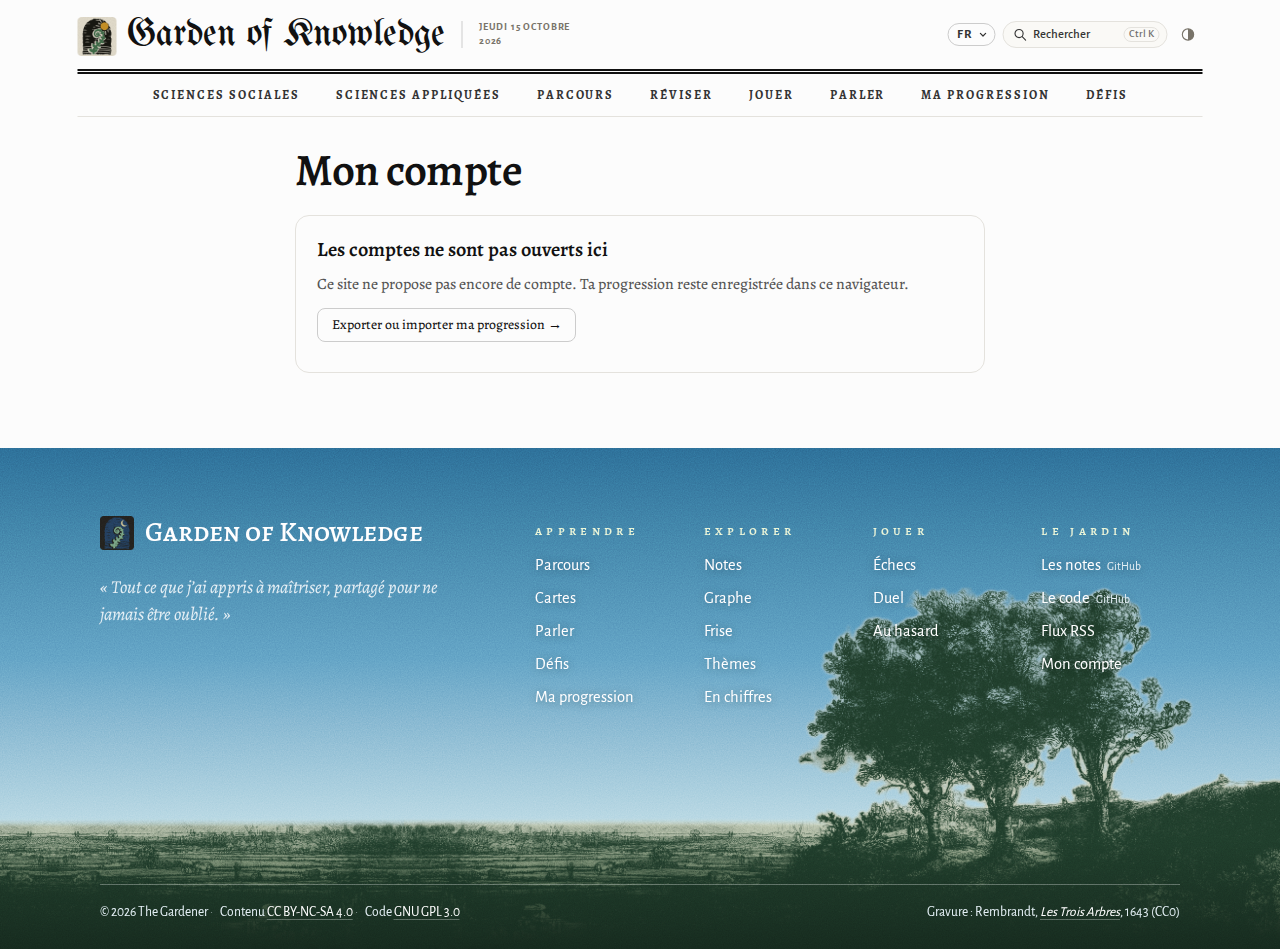 Garden of Knowledge
JEUDI 15 OCTOBRE
2026
FR
Rechercher
Ctrl K
SCIENCES SOCIALES
SCIENCES APPLIQUÉES
PARCOURS
RÉVISER
JOUER
PARLER
MA PROGRESSION
DÉFIS
Mon compte
Les comptes ne sont pas ouverts ici
Ce site ne propose pas encore de compte. Ta progression reste enregistrée dans ce navigateur.
Exporter ou importer ma progression →
Garden of Knowledge
« Tout ce que j’ai appris à maîtriser, partagé pour ne
jamais être oublié. »
APPRENDRE
Parcours
Cartes
Parler
Défis
Ma progression
EXPLORER
Notes
Graphe
Frise
Thèmes
En chiffres
JOUER
Échecs
Duel
Au hasard
LE JARDIN
Les notes GitHub
Le code GitHub
Flux RSS
Mon compte
© 2026 The Gardener · Contenu CC BY-NC-SA 4.0 · Code GNU GPL 3.0
Gravure : Rembrandt, Les Trois Arbres, 1643 (CC0)